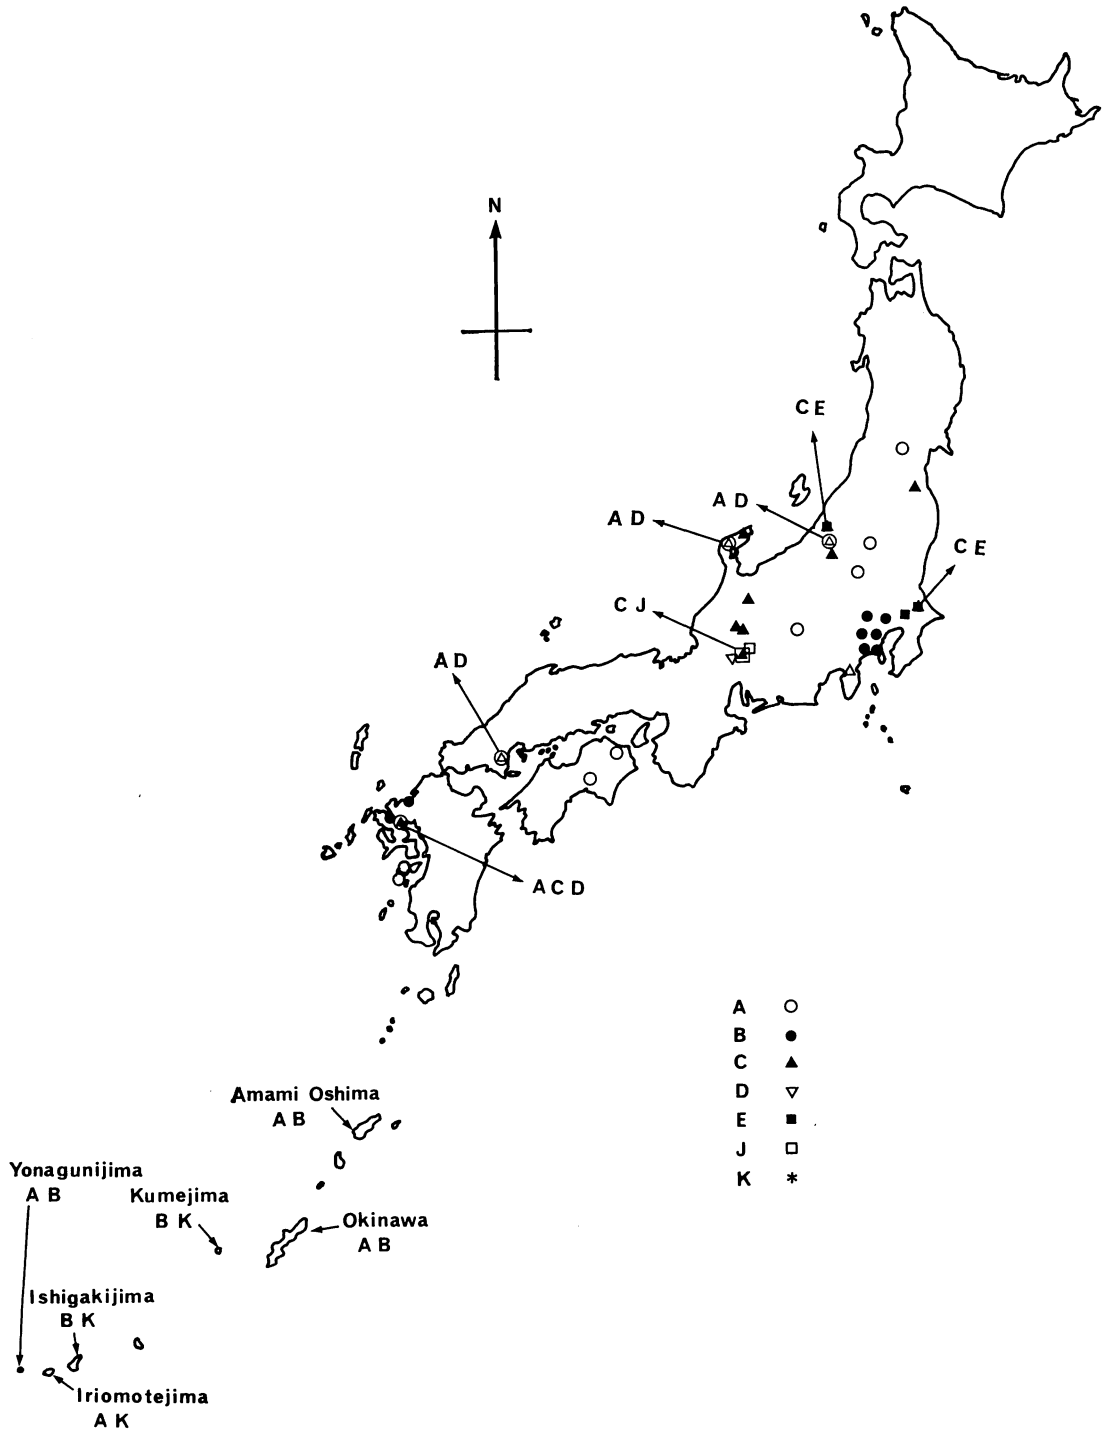 N
C E
A D
A D
C E
C J
A D
A C D
A
B
C
D
E
J
K
Amami Oshima
A B
Yonagunijima
A B
Kumejima
B K
Okinawa
A B
Ishigakijima
B K
Iriomotejima
A K